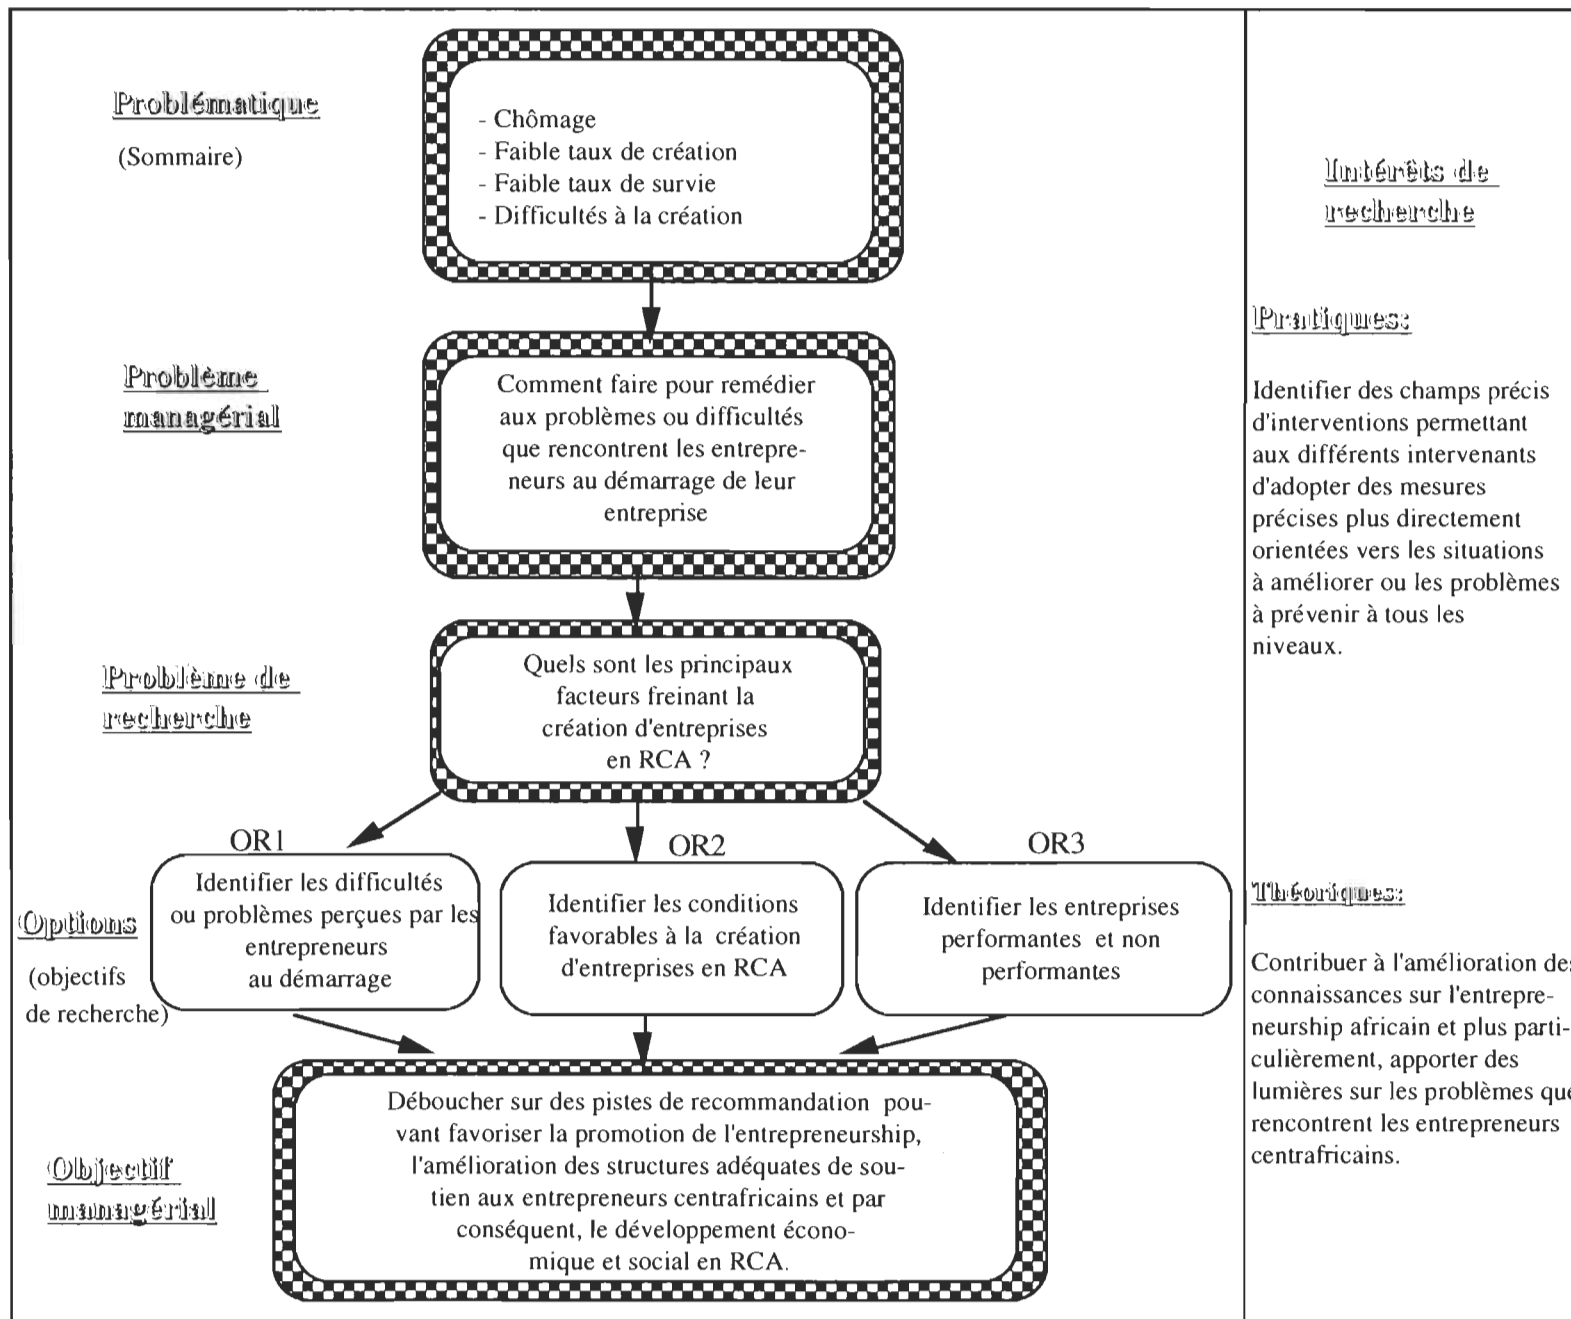 Problématique
(Sommaire)
- Chômage
- Faible taux de création
- Faible taux de survie
- Difficultés à la création
Problème
managérial
Comment faire pour remédier
aux problèmes ou difficultés
que rencontrent les entrepre-
neurs au démarrage de leur
entreprise
Problème de
recherche
Quels sont les principaux
facteurs freinant la
création d'entreprises
en RCA ?
Options
(objectifs
de recherche)
OR1
Identifier les difficultés
ou problèmes perçues par les
entrepreneurs
au démarrage
OR2
Identifier les conditions
favorables à la création
d'entreprises en RCA
OR3
Identifier les entreprises
performantes et non
performantes
Objectif
managérial
Déboucher sur des pistes de recommandation pou-
vant favoriser la promotion de l'entrepreneurship,
l'amélioration des structures adéquates de sou-
tien aux entrepreneurs centrafricains et par
conséquent, le développement écono-
mique et social en RCA.
Intérêts de
recherche
Pratiques:
Identifier des champs précis
d'interventions permettant
aux différents intervenants
d'adopter des mesures
précises plus directement
orientées vers les situations
à améliorer ou les problèmes
à prévenir à tous les
niveaux.
Théoriques:
Contribuer à l'amélioration des
connaissances sur l'entrepre-
neurship africain et plus parti-
culièrement, apporter des
lumières sur les problèmes que
rencontrent les entrepreneurs
centrafricains.